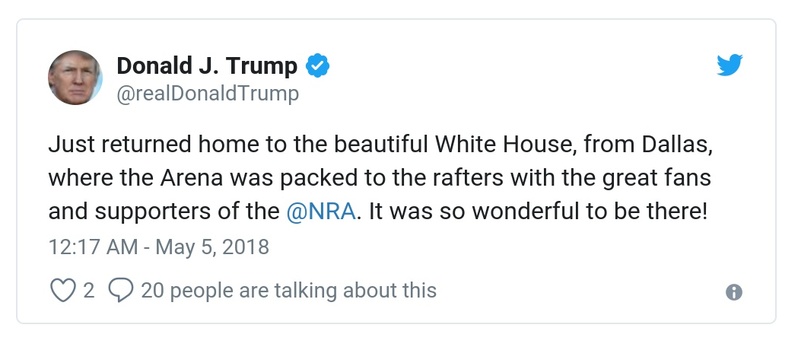 Donald J. Trump
@realDonaldTrump
Just returned home to the beautiful White House, from Dallas,
where the Arena was packed to the rafters with the great fans
and supporters of the @NRA. It was so wonderful to be there!
12:17 AM - May 5, 2018
2 20 people are talking about this